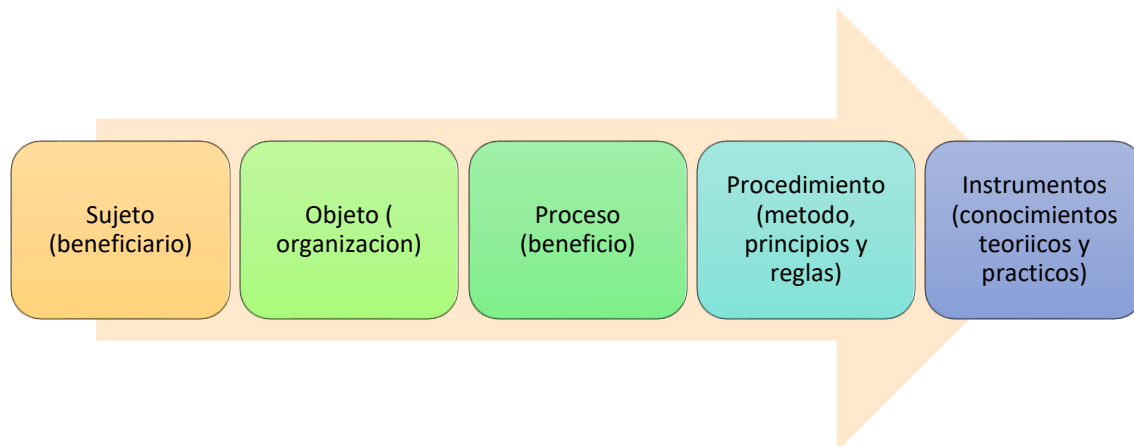 Sujeto
(beneficiario)
Objeto (
organizacion)
Proceso
(beneficio)
Procedimiento
(metodo,
principios y
reglas)
Instrumentos
(conocimientos
teoriicos y
practicos)